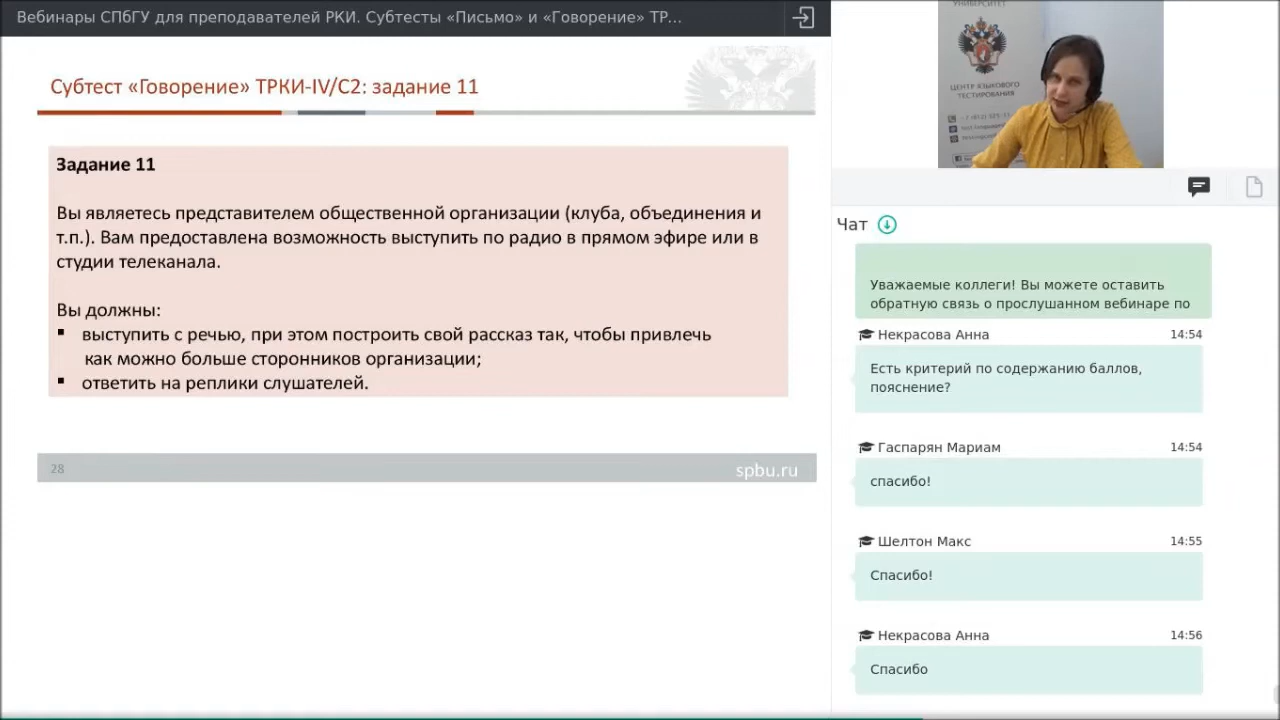 Вебинары СПбГУ для преподавателей РКИ. Субтесты «Письмо» и «Говорение» ТР...
Субтест «Говорение» ТРКИ-IV/C2: задание 11
Задание 11
Вы являетесь представителем общественной организации (клуба, объединения и
т.п.). Вам предоставлена возможность выступить по радио в прямом эфире или в
студии телеканала.
Вы должны:
▪ выступить с речью, при этом построить свой рассказ так, чтобы привлечь
как можно больше сторонников организации;
▪ ответить на реплики слушателей.
28
spbu.ru
УНИВЕРСИТЕТ
ЦЕНТР ЯЗЫКОВОГО
ТЕСТИРОВАНИЯ
Чат
Уважаемые коллеги! Вы можете оставить
обратную связь о прослушанном вебинаре по
Некрасова Анна 14:54
Есть критерий по содержанию баллов,
пояснение?
Гаспарян Мариам 14:54
спасибо!
Шелтон Макс 14:55
Спасибо!
Некрасова Анна 14:56
Спасибо